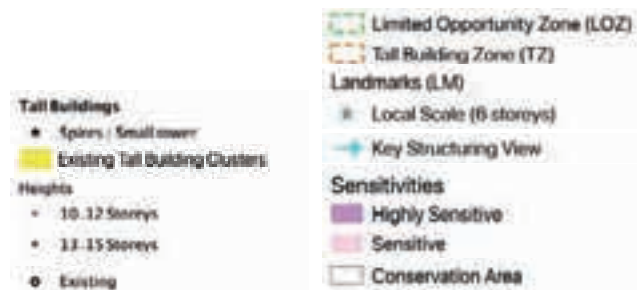 Tall Buildings
Spires / Small tower
Existing Tall Building Clusters
Heights
10-12 Storeys
13-15 Storeys
Existing
Limited Opportunity Zone (LOZ)
Tall Building Zone (TZ)
Landmarks (LM)
Local Scale (6 storeys)
Key Structuring View
Sensitivities
Highly Sensitive
Sensitive
Conservation Area